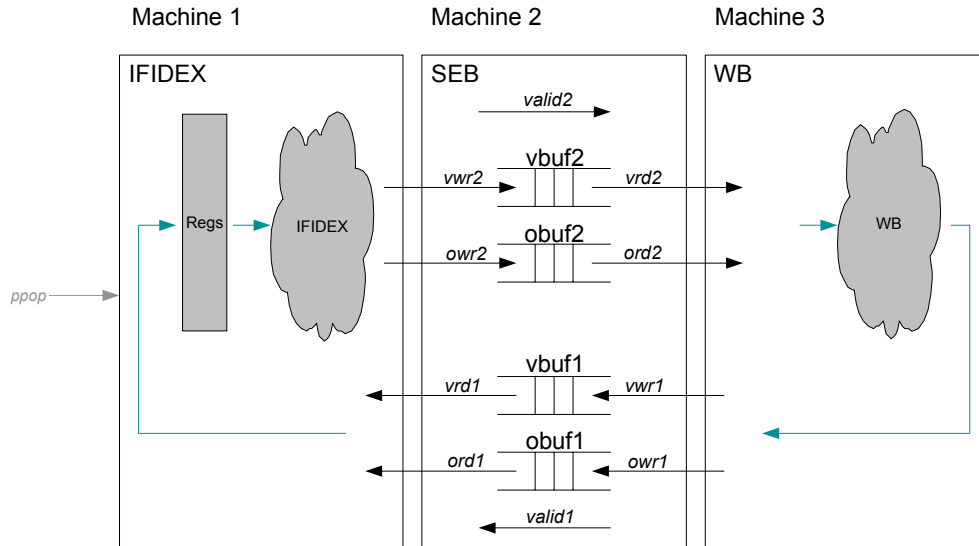 Machine 1 Machine 2 Machine 3
IFIDEX SEB WB
valid2
vbuf2
vwr2 vrd2
Regs IFIDEX WB
obuf2
owr2 ord2
ppop
vbuf1
vrd1 vwr1
obuf1
ord1 owr1
valid1